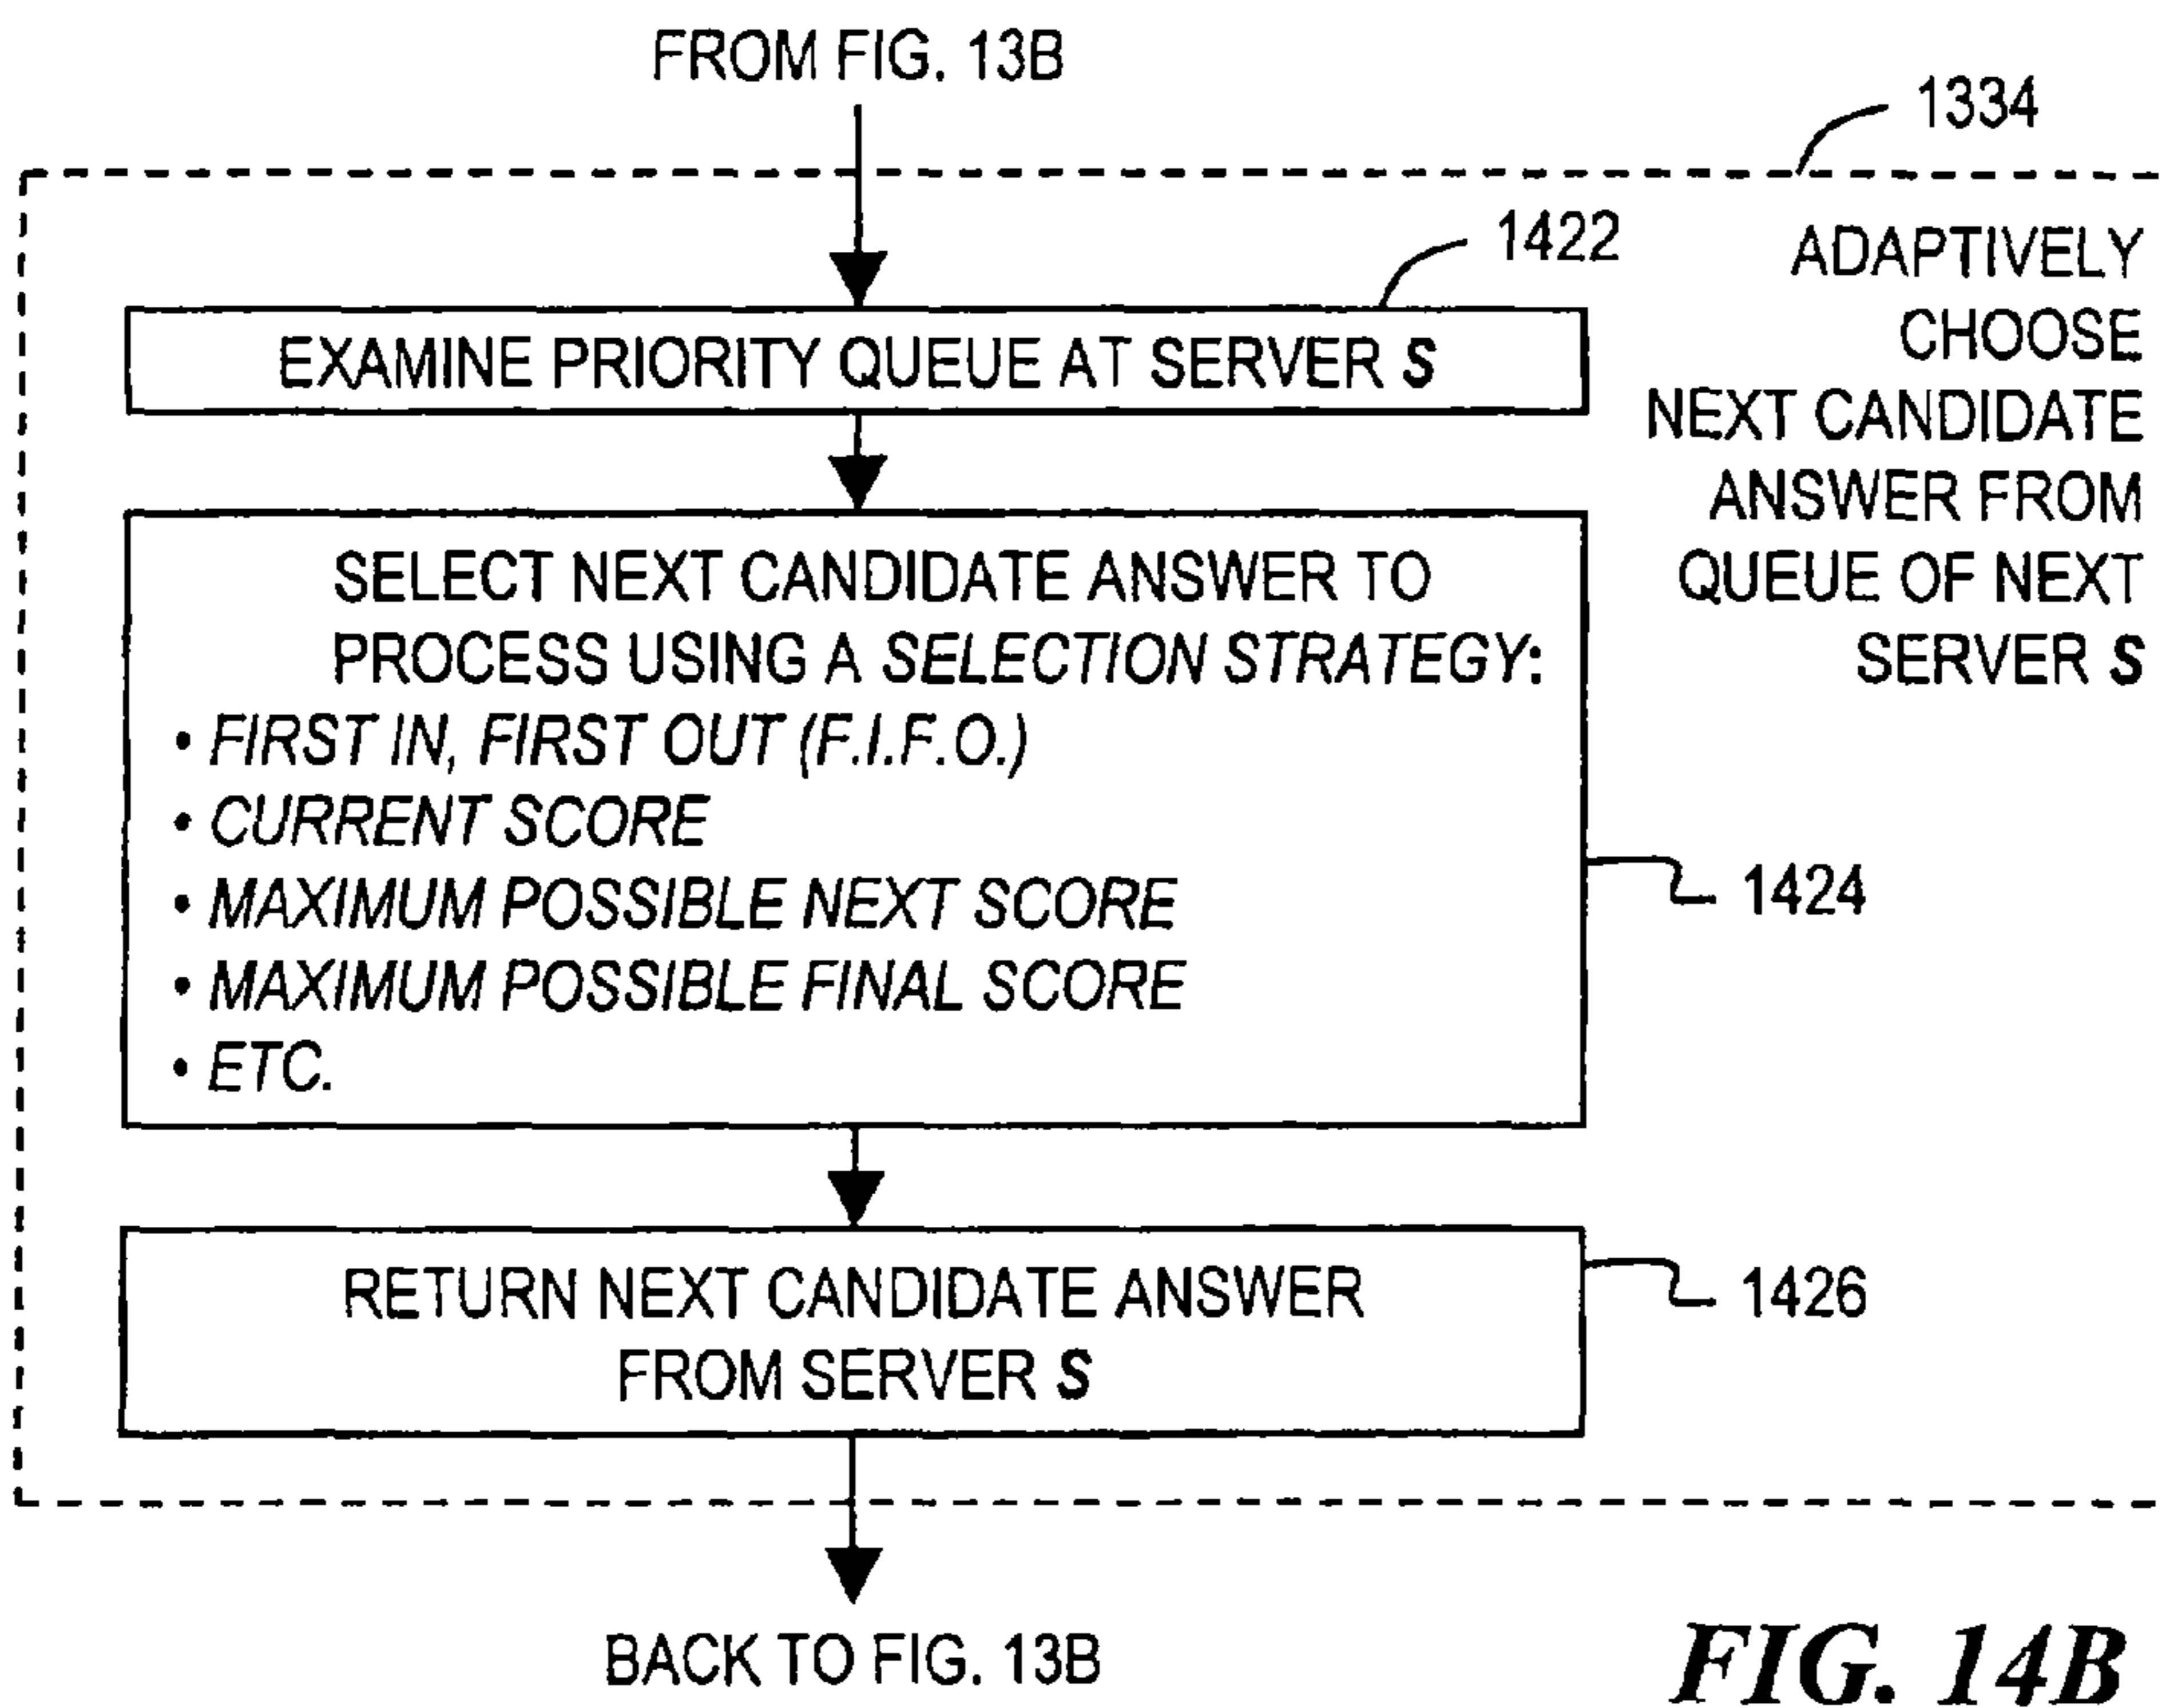 FROM FIG. 13B
1334
1422
ADAPTIVELY
CHOOSE
NEXT CANDIDATE
ANSWER FROM
QUEUE OF NEXT
SERVER S
EXAMINE PRIORITY QUEUE AT SERVER S
SELECT NEXT CANDIDATE ANSWER TO
PROCESS USING A SELECTION STRATEGY:
• FIRST IN, FIRST OUT (F.I.F.O.)
• CURRENT SCORE
• MAXIMUM POSSIBLE NEXT SCORE
• MAXIMUM POSSIBLE FINAL SCORE
• ETC.
1424
RETURN NEXT CANDIDATE ANSWER
FROM SERVER S
1426
BACK TO FIG. 13B
FIG. 14B